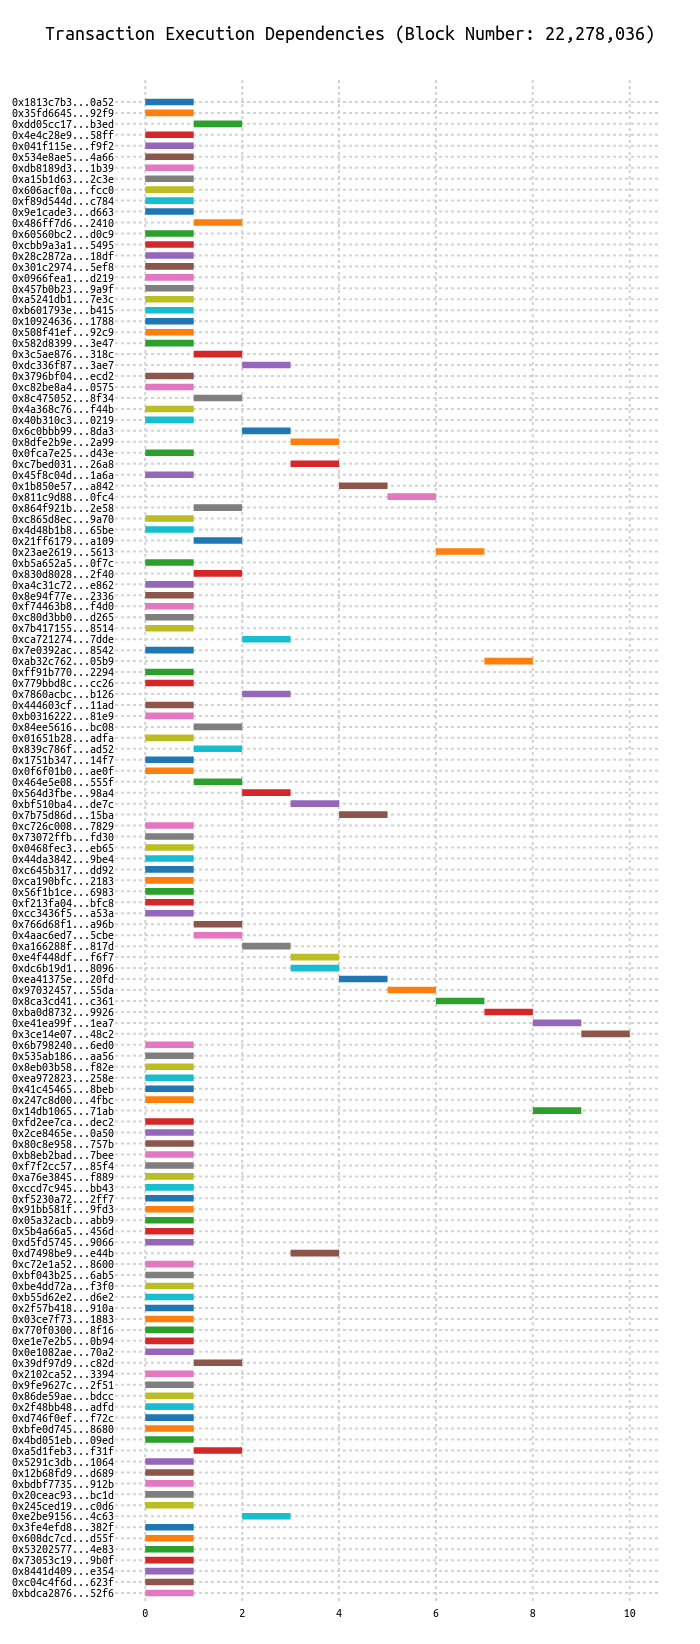 Transaction Execution Dependencies (Block Number: 22,278,036)
0x1813c7b3...0a52
0x35fd6645...92f9
0xdd05cc17...b3ed
0x4e4c28e9...58ff
0x041f115e...f9f2
0x534e8ae5...4a66
0xdb8189d3...1b39
0xa15b1d63...2c3e
0x606acf0a...fcc0
0xf89d544d...c784
0x9e1cade3...d663
0x486ff7d6...2410
0x60560bc2...d0c9
0xcbb9a3a1...5495
0x28c2872a...18df
0x301c2974...5ef8
0x0966fea1...d219
0x457b0b23...9a9f
0xa5241db1...7e3c
0xb601793e...b415
0x10924636...1788
0x508f41ef...92c9
0x582d8399...3e47
0x3c5ae876...318c
0xdc336f87...3ae7
0x3796bf04...ecd2
0xc82be8a4...0575
0x8c475052...8f34
0x4a368c76...f44b
0x40b310c3...0219
0x6c0bbb99...8da3
0x8dfe2b9e...2a99
0x0fca7e25...d43e
0xc7bed031...26a8
0x45f8c04d...1a6a
0x1b850e57...a842
0x811c9d88...0fc4
0x864f921b...2e58
0xc865d8ec...9a70
0x4d48b1b8...65be
0x21ff6179...a109
0x23ae2619...5613
0xb5a652a5...0f7c
0x830d8028...2f40
0xa4c31c72...e862
0x8e94f77e...2336
0xf74463b8...f4d0
0xc80d3bb0...d265
0x7b417155...8514
0xca721274...7dde
0x7e0392ac...8542
0xab32c762...05b9
0xff91b770...2294
0x779bbd8c...cc26
0x7860acbc...b126
0x444603cf...11ad
0xb0316222...81e9
0x84ee5616...bc08
0x01651b28...adfa
0x839c786f...ad52
0x1751b347...14f7
0x0f6f01b0...ae0f
0x464e5e08...555f
0x564d3fbe...98a4
0xbf510ba4...de7c
0x7b75d86d...15ba
0xc726c008...7829
0x73072ffb...fd30
0x0468fec3...eb65
0x44da3842...9be4
0xc645b317...dd92
0xca190bfc...2183
0x56f1b1ce...6983
0xf213fa04...bfc8
0xcc3436f5...a53a
0x766d68f1...a96b
0x4aac6ed7...5cbe
0xa166288f...817d
0xe4f448df...f6f7
0xdc6b19d1...8096
0xea41375e...20fd
0x97032457...55da
0x8ca3cd41...c361
0xba0d8732...9926
0xe41ea99f...1ea7
0x3ce14e07...48c2
0x6b798240...6ed0
0x535ab186...aa56
0x8eb03b58...f82e
0xea972823...258e
0x41c45465...8beb
0x247c8d00...4fbc
0x14db1065...71ab
0xfd2ee7ca...dec2
0x2ce8465e...0a50
0x80c8e958...757b
0xb8eb2bad...7bee
0xf7f2cc57...85f4
0xa76e3845...f889
0xccd7c945...bb43
0xf5230a72...2ff7
0x91bb581f...9fd3
0x05a32acb...abb9
0x5b4a66a5...456d
0xd5fd5745...9066
0xd7498be9...e44b
0xc72e1a52...8600
0xbf043b25...6ab5
0xbe4dd72a...f3f0
0xb55d62e2...d6e2
0x2f57b418...910a
0x03ce7f73...1883
0x770f0300...8f16
0xe1e7e2b5...0b94
0x0e1082ae...70a2
0x39df97d9...c82d
0x2102ca52...3394
0x9fe9627c...2f51
0x86de59ae...bdcc
0x2f48bb48...adfd
0xd746f0ef...f72c
0xbfe0d745...8680
0x4bd051eb...09ed
0xa5d1feb3...f31f
0x5291c3db...1064
0x12b68fd9...d689
0xbdbf7735...912b
0x20ceac93...bc1d
0x245ced19...c0d6
0xe2be9156...4c63
0x3fe4efd8...382f
0x608dc7cd...d55f
0x53202577...4e83
0x73053c19...9b0f
0x8441d409...e354
0xc04c4f6d...623f
0xbdca2876...52f6
0 2 4 6 8 10